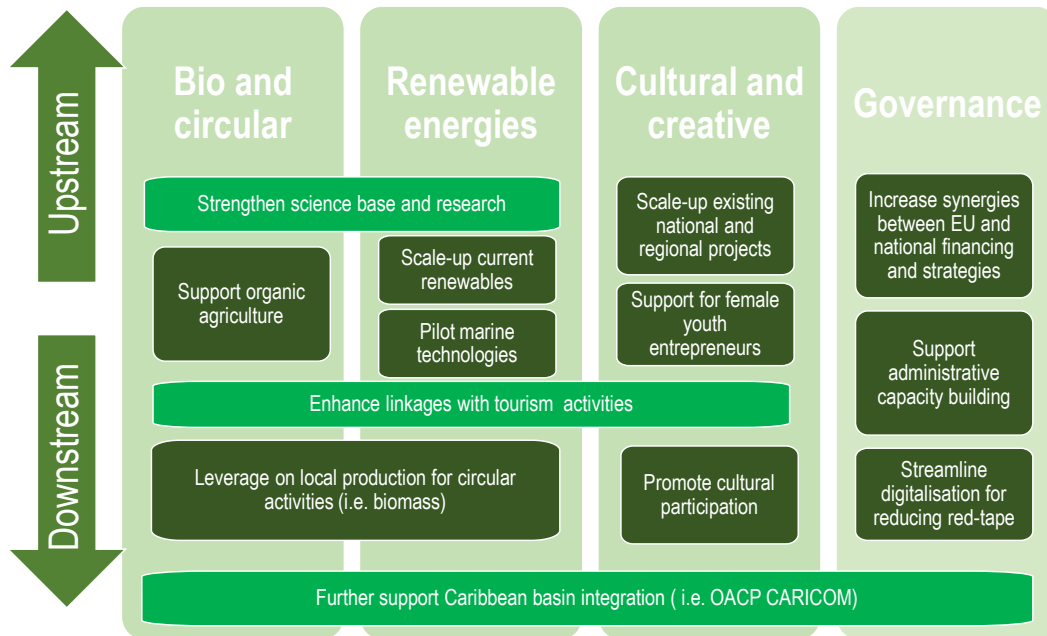 Upstream
Downstream
Bio and
circular
Renewable
energies
Cultural and
creative
Governance
Strengthen science base and research
Support organic
agriculture
Scale-up current
renewables
Pilot marine
technologies
Scale-up existing
national and
regional projects
Support for female
youth
entrepreneurs
Increase synergies
between EU and
national financing
and strategies
Support
administrative
capacity building
Enhance linkages with tourism activities
Leverage on local production for circular
activities (i.e. biomass)
Promote cultural
participation
Streamline
digitalisation for
reducing red-tape
Further support Caribbean basin integration ( i.e. OACP CARICOM)